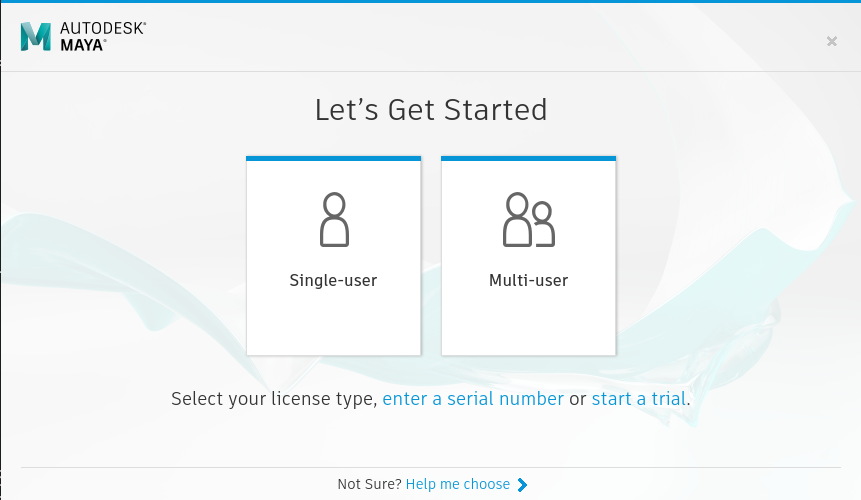 AUTODESK®
MAYA®
Let’s Get Started
Single-user
Multi-user
Select your license type, enter a serial number or start a trial.
Not Sure? Help me choose